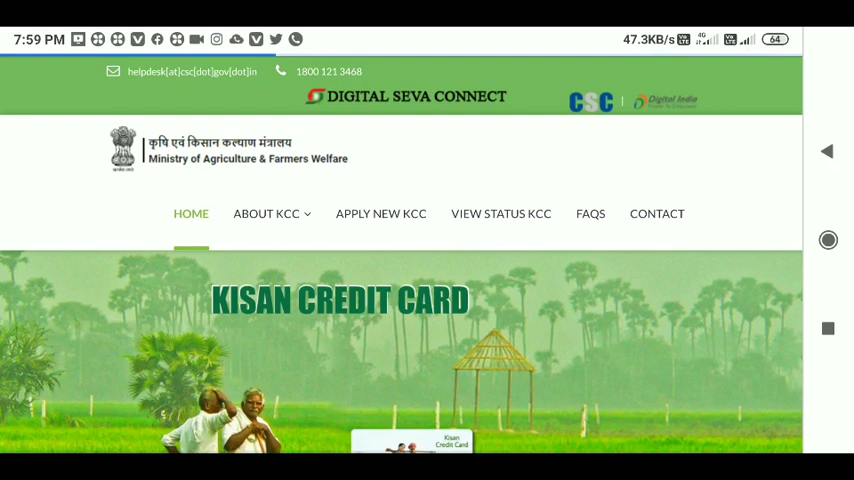 7:59 PM 47.3KB/s 4G 64
helpdesk[at]csc[dot]gov[dot]in 1800 121 3468
DIGITAL SEVA CONNECT CSC Digital India
कृषि एवं किसान कल्याण मंत्रालय
Ministry of Agriculture & Farmers Welfare
HOME ABOUT KCC APPLY NEW KCC VIEW STATUS KCC FAQS CONTACT
KISAN CREDIT CARD
Kisan
Credit Card